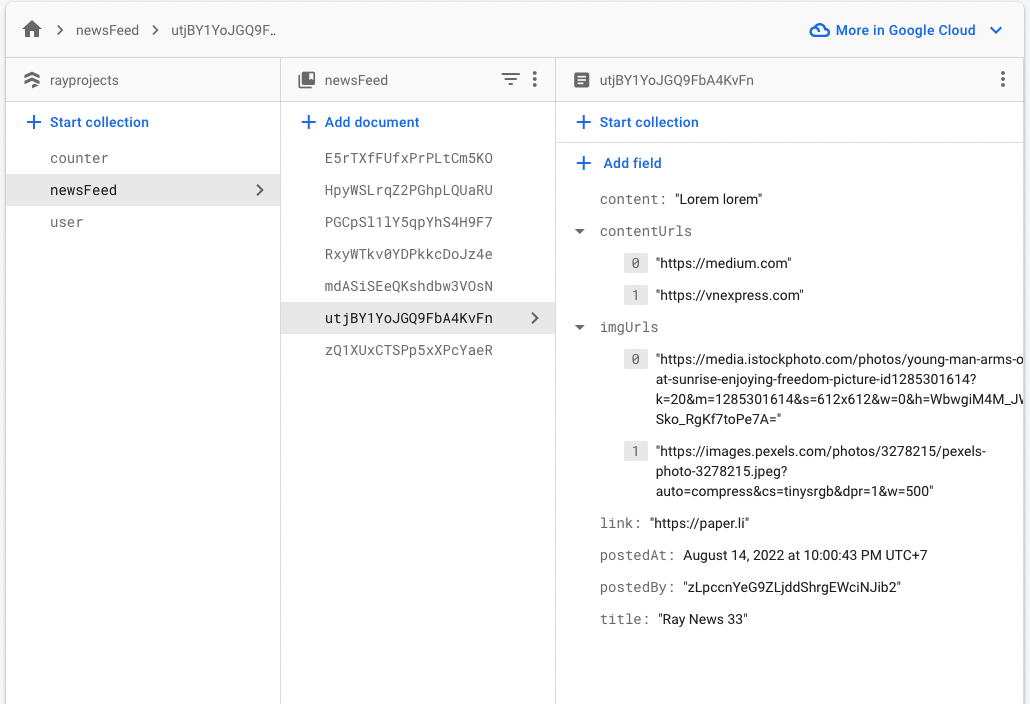 newsFeed
utjBY1YoJGQ9F..
More in Google Cloud
rayprojects
Start collection
counter
newsFeed
user
newsFeed
Add document
E5rTXfFUfxPrPLtCm5KO
HpyWSLrqZ2PGhpLQUaRU
PGCpSl1lY5qpYhS4H9F7
RxyWTkv0YDPkkcDoJz4e
mdASiSEeQKshdbw3VOsN
utjBY1YoJGQ9FbA4KvFn
zQ1XUxCTSPp5xXPcYaeR
utjBY1YoJGQ9FbA4KvFn
Start collection
Add field
content: "Lorem lorem"
contentUrls
0 "https://medium.com"
1 "https://vnexpress.com"
imgUrls
0 "https://media.istockphoto.com/photos/young-man-arms-o
at-sunrise-enjoying-freedom-picture-id1285301614?
k=20&m=1285301614&s=612x612&w=0&h=WbwgiM4M_JW
Sko_RgKf7toPe7A="
1 "https://images.pexels.com/photos/3278215/pexels-
photo-3278215.jpeg?
auto=compress&cs=tinysrgb&dpr=1&w=500"
link: "https://paper.li"
postedAt: August 14, 2022 at 10:00:43 PM UTC+7
postedBy: "zLpccnYeG9ZLjddShrgEWciNJib2"
title: "Ray News 33"